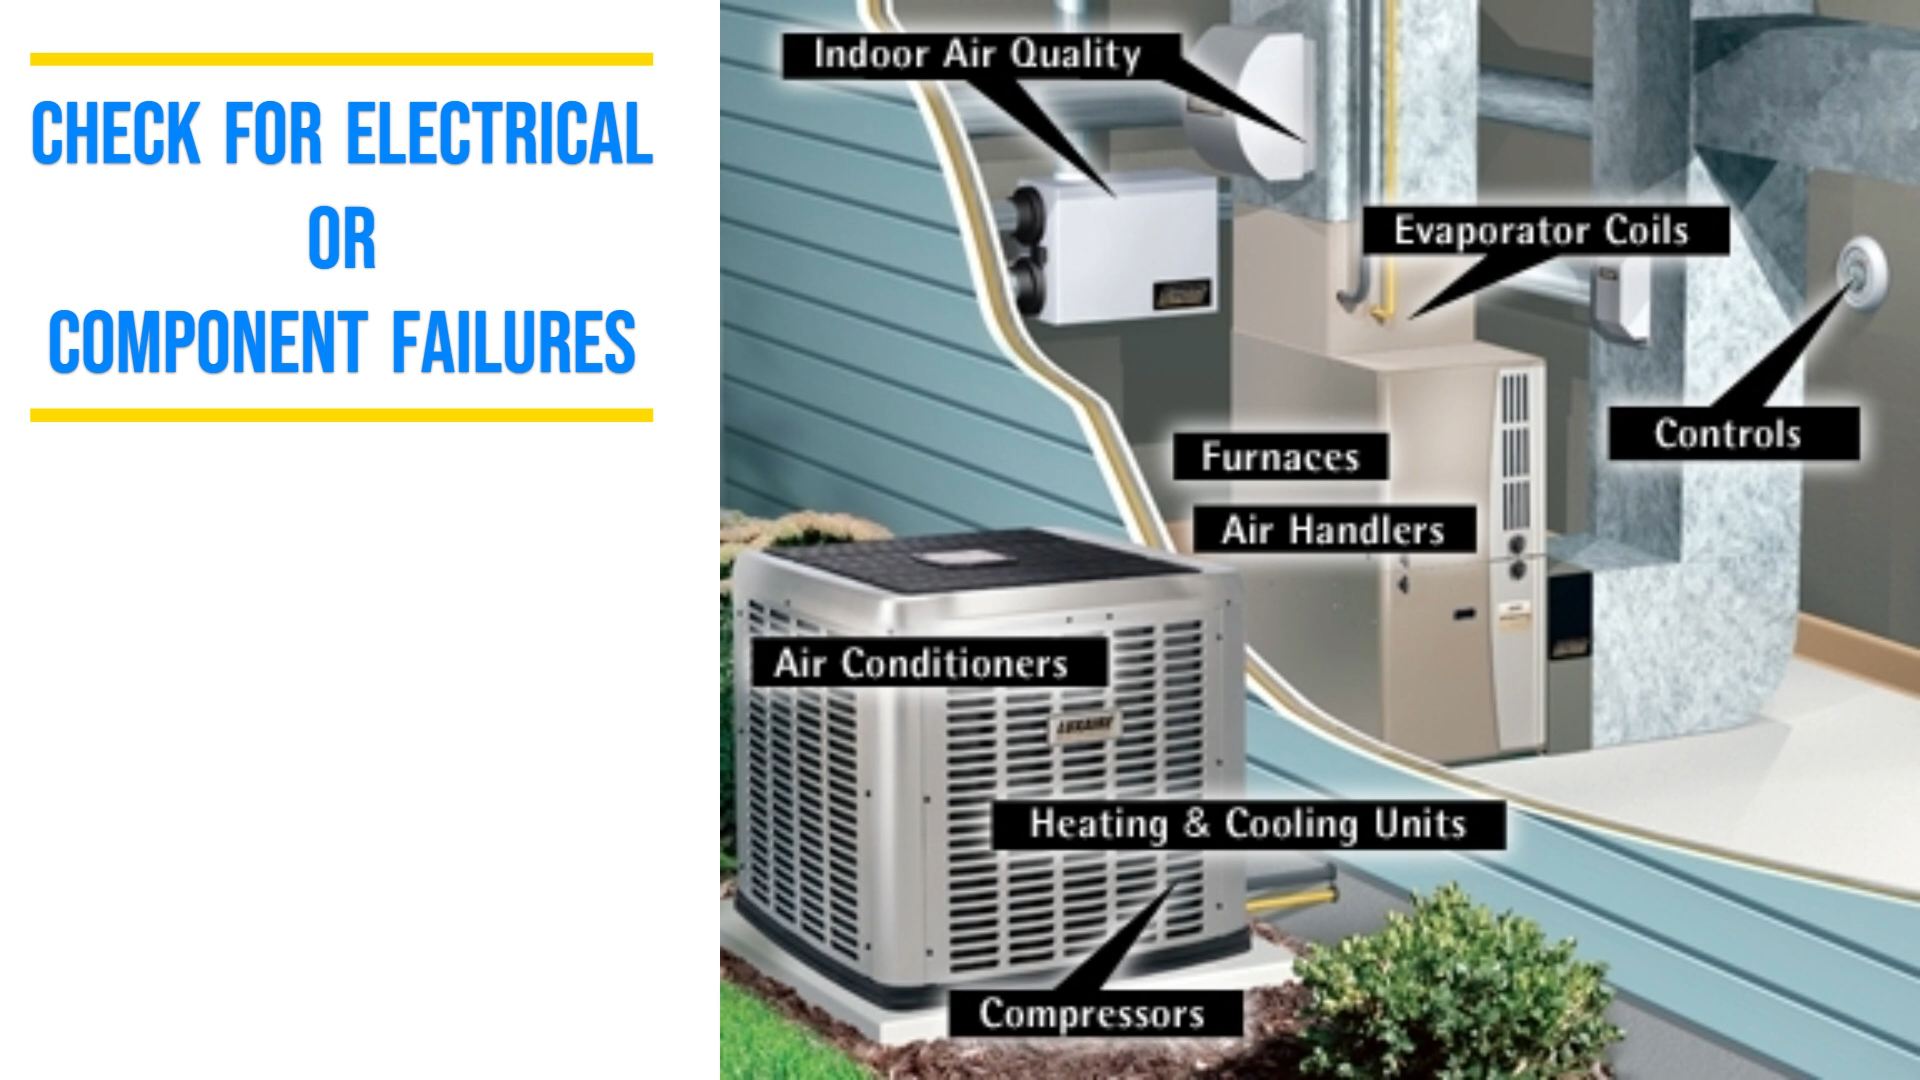 CHECK FOR ELECTRICAL
OR
COMPONENT FAILURES
Indoor Air Quality
Evaporator Coils
Controls
Furnaces
Air Handlers
Air Conditioners
LUXAIRE
Heating & Cooling Units
Compressors